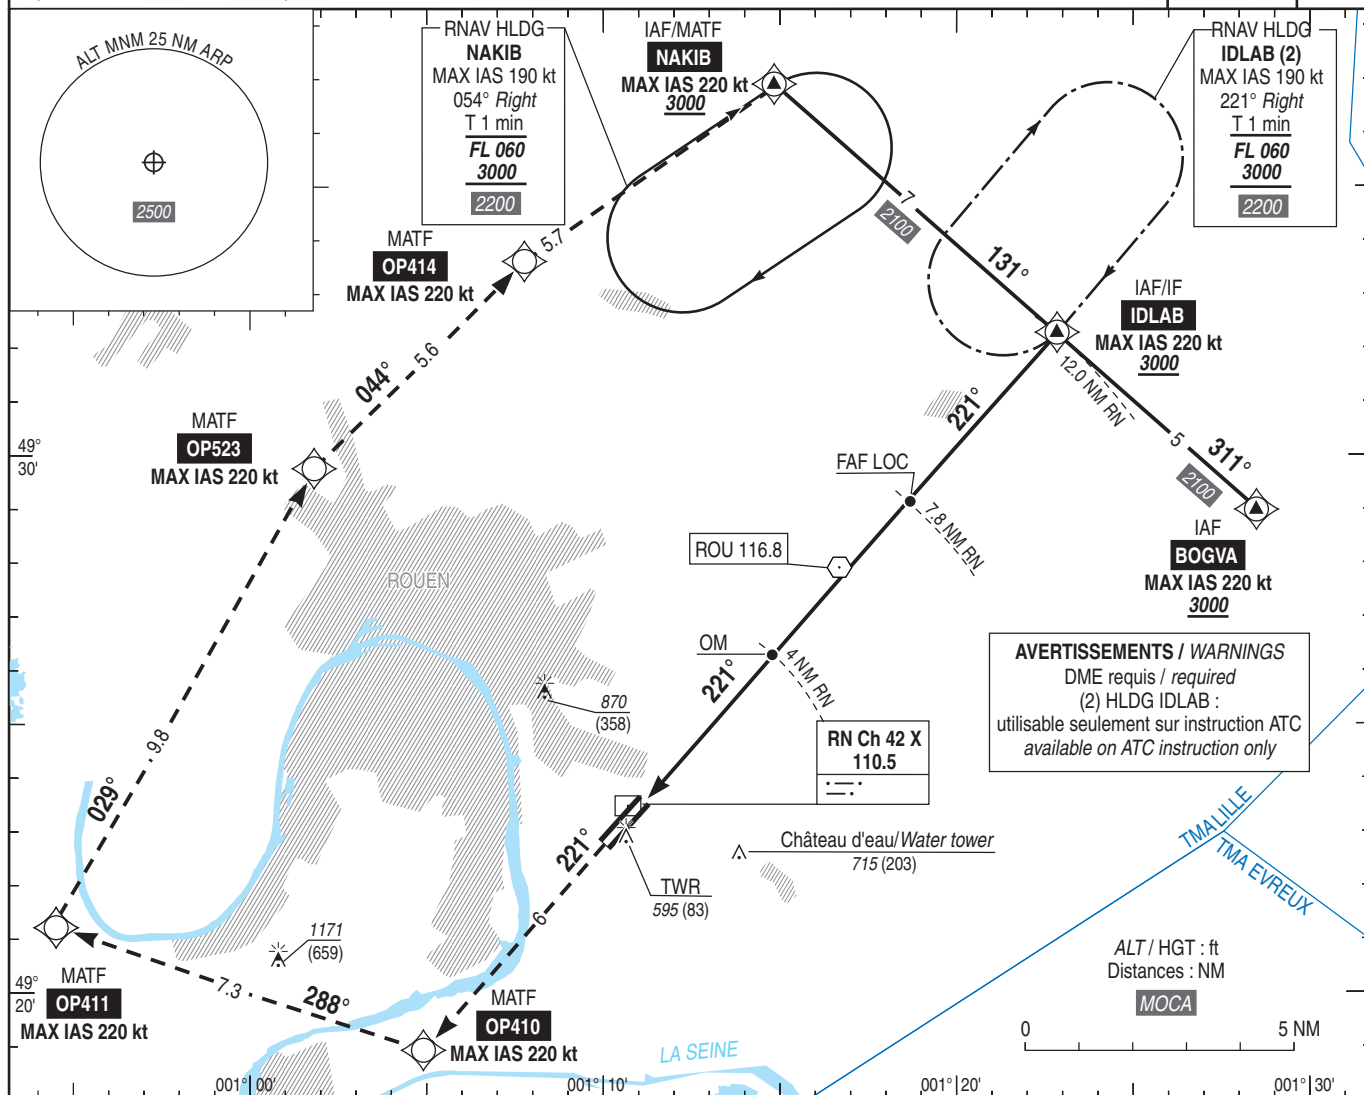 ALT MNM 25 NM ARP
2500
RNAV HLDG
NAKIB
MAX IAS 190 kt
054° Right
T 1 min
FL 060
3000
2200
IAF/MATF
NAKIB
MAX IAS 220 kt
3000
RNAV HLDG
IDLAB (2)
MAX IAS 190 kt
221° Right
T 1 min
FL 060
3000
2200
7
2100
131°
MATF
OP414
MAX IAS 220 kt
5.7
IAF/IF
IDLAB
MAX IAS 220 kt
3000
12.0 NM RN
5.6
044°
MATF
OP523
MAX IAS 220 kt
221°
5
311°
2100
49°
30'
FAF LOC
7.8 NM RN
IAF
BOGVA
MAX IAS 220 kt
3000
ROU 116.8
ROUEN
OM
4 NM RN
221°
870
(358)
AVERTISSEMENTS / WARNINGS
DME requis / required
(2) HLDG IDLAB :
utilisable seulement sur instruction ATC
available on ATC instruction only
RN Ch 42 X
110.5
9.8
029°
221°
Château d'eau/Water tower
715 (203)
TWR
595 (83)
TMA LILLE
TMA EVREUX
6
1171
(659)
ALT / HGT : ft
Distances : NM
MOCA
49°
20'
MATF
OP411
MAX IAS 220 kt
7.3
288°
MATF
OP410
MAX IAS 220 kt
0
5 NM
LA SEINE
001° 00'
001° 10'
001° 20'
001° 30'